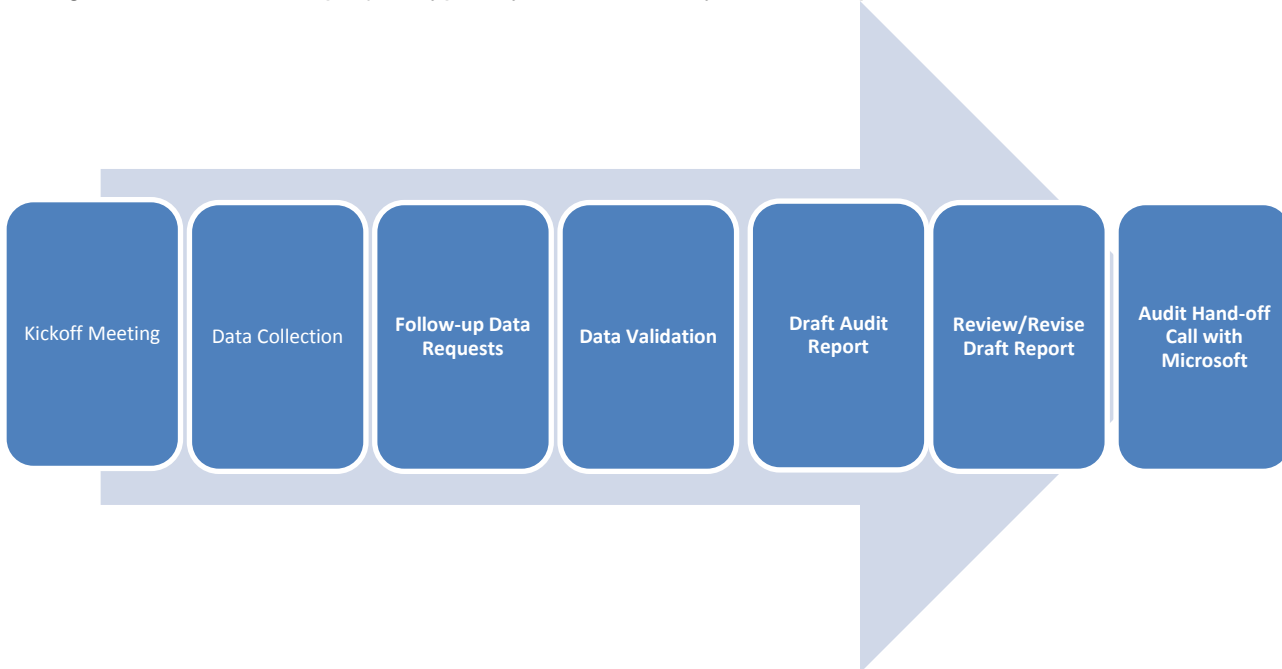 Kickoff Meeting
Data Collection
Follow-up Data
Requests
Data Validation
Draft Audit
Report
Review/Revise
Draft Report
Audit Hand-off
Call with
Microsoft